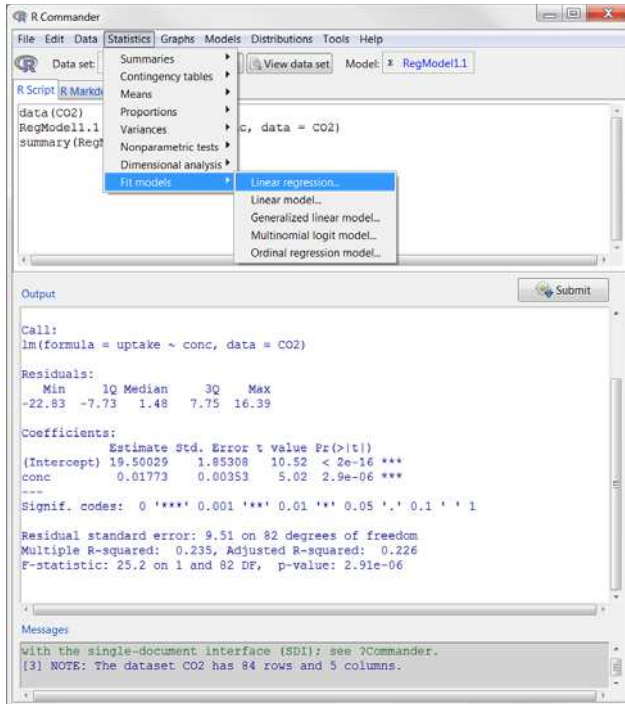 R Commander
File Edit Data Statistics Graphs Models Distributions Tools Help
Data set: View data set Model: RegModel1.1
Summaries
Contingency tables
Means
Proportions
Variances
Nonparametric tests
Dimensional analysis
Fit models
Linear regression...
Linear model...
Generalized linear model...
Multinomial logit model...
Ordinal regression model...
R Script R Markd
data(CO2)
RegModel1.1 c, data = CO2)
summary(Reg
Output
Submit
Call:
lm(formula = uptake ~ conc, data = CO2)
Residuals:
Min 1Q Median 3Q Max
-22.83 -7.73 1.48 7.75 16.39
Coefficients:
Estimate Std. Error t value Pr(>|t|)
(Intercept) 19.50029 1.85308 10.52 < 2e-16 ***
conc 0.01773 0.00353 5.02 2.9e-06 ***
---
Signif. codes: 0 '***' 0.001 '**' 0.01 '*' 0.05 '.' 0.1 ' ' 1
Residual standard error: 9.51 on 82 degrees of freedom
Multiple R-squared: 0.235, Adjusted R-squared: 0.226
F-statistic: 25.2 on 1 and 82 DF, p-value: 2.91e-06
Messages
with the single-document interface (SDI); see ?Commander.
[3] NOTE: The dataset CO2 has 84 rows and 5 columns.